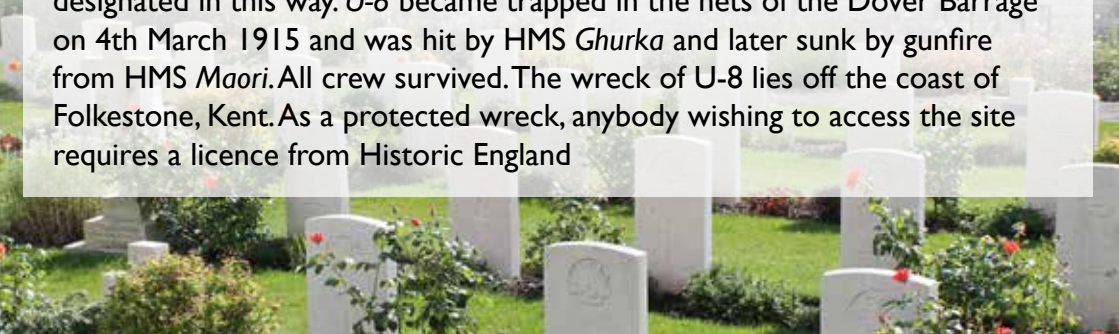 designated in this way. U-8 became trapped in the nets of the Dover Barrage
on 4th March 1915 and was hit by HMS Ghurka and later sunk by gunfire
from HMS Maori. All crew survived. The wreck of U-8 lies off the coast of
Folkestone, Kent. As a protected wreck, anybody wishing to access the site
requires a licence from Historic England